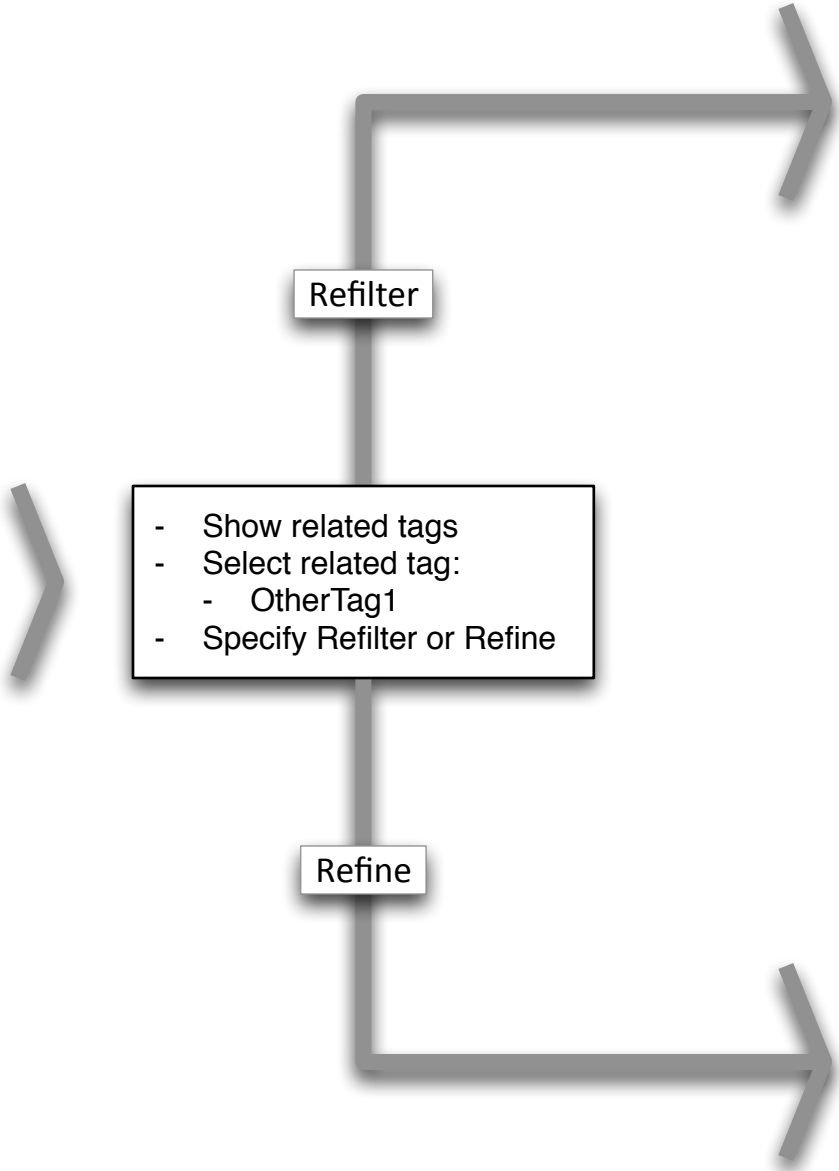 Refilter
- Show related tags
- Select related tag:
- OtherTag1
- Specify Refilter or Refine
Refine